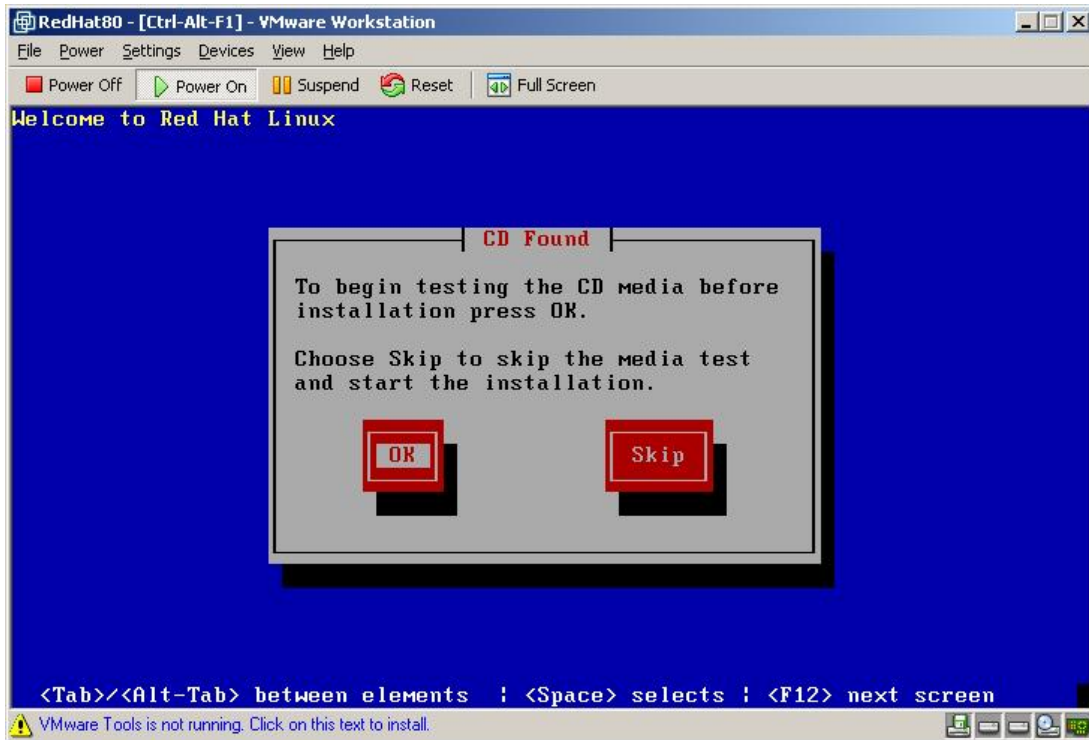 RedHat80 - [Ctrl-Alt-F1] - VMware Workstation
File Power Settings Devices View Help
Power Off Power On Suspend Reset Full Screen
Welcome to Red Hat Linux
CD Found
To begin testing the CD media before
installation press OK.
Choose Skip to skip the media test
and start the installation.
OK Skip
<Tab>/<Alt-Tab> between elements ¦ <Space> selects ¦ <F12> next screen
VMware Tools is not running. Click on this text to install.